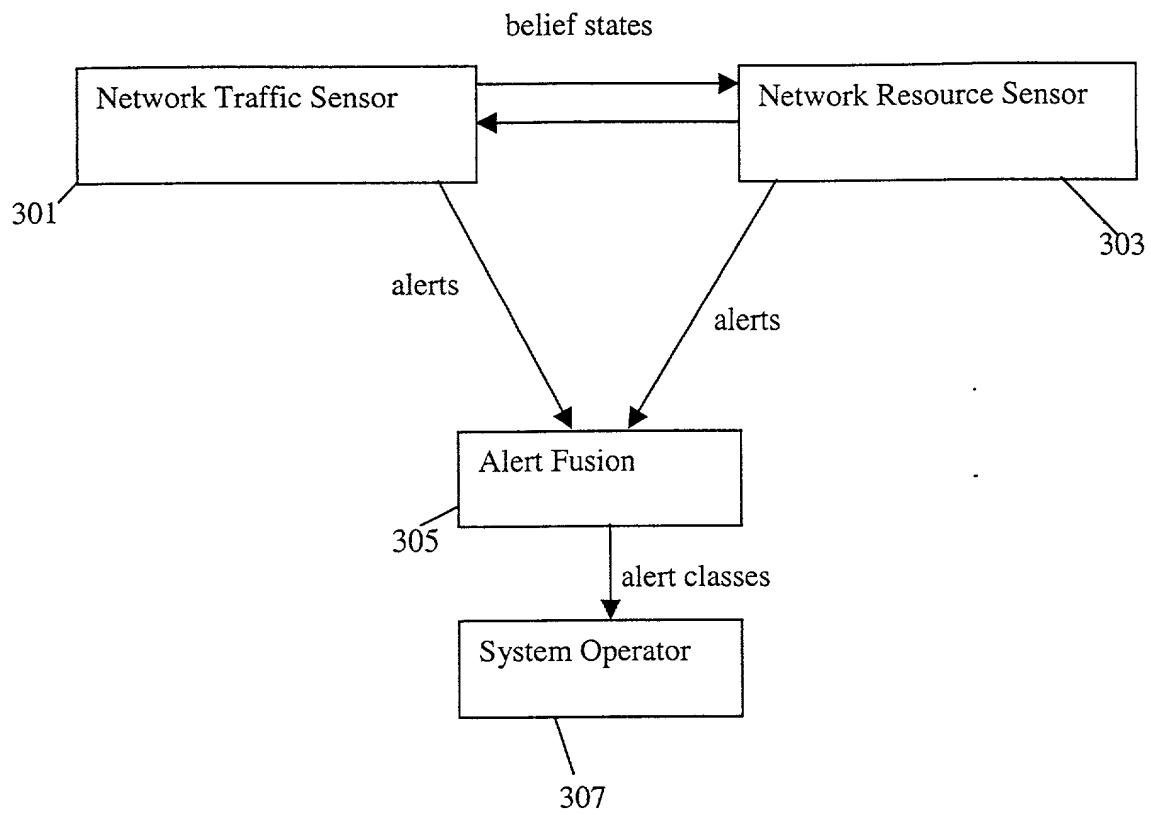 belief states
Network Traffic Sensor
Network Resource Sensor
301
303
alerts
alerts
Alert Fusion
305
alert classes
System Operator
307